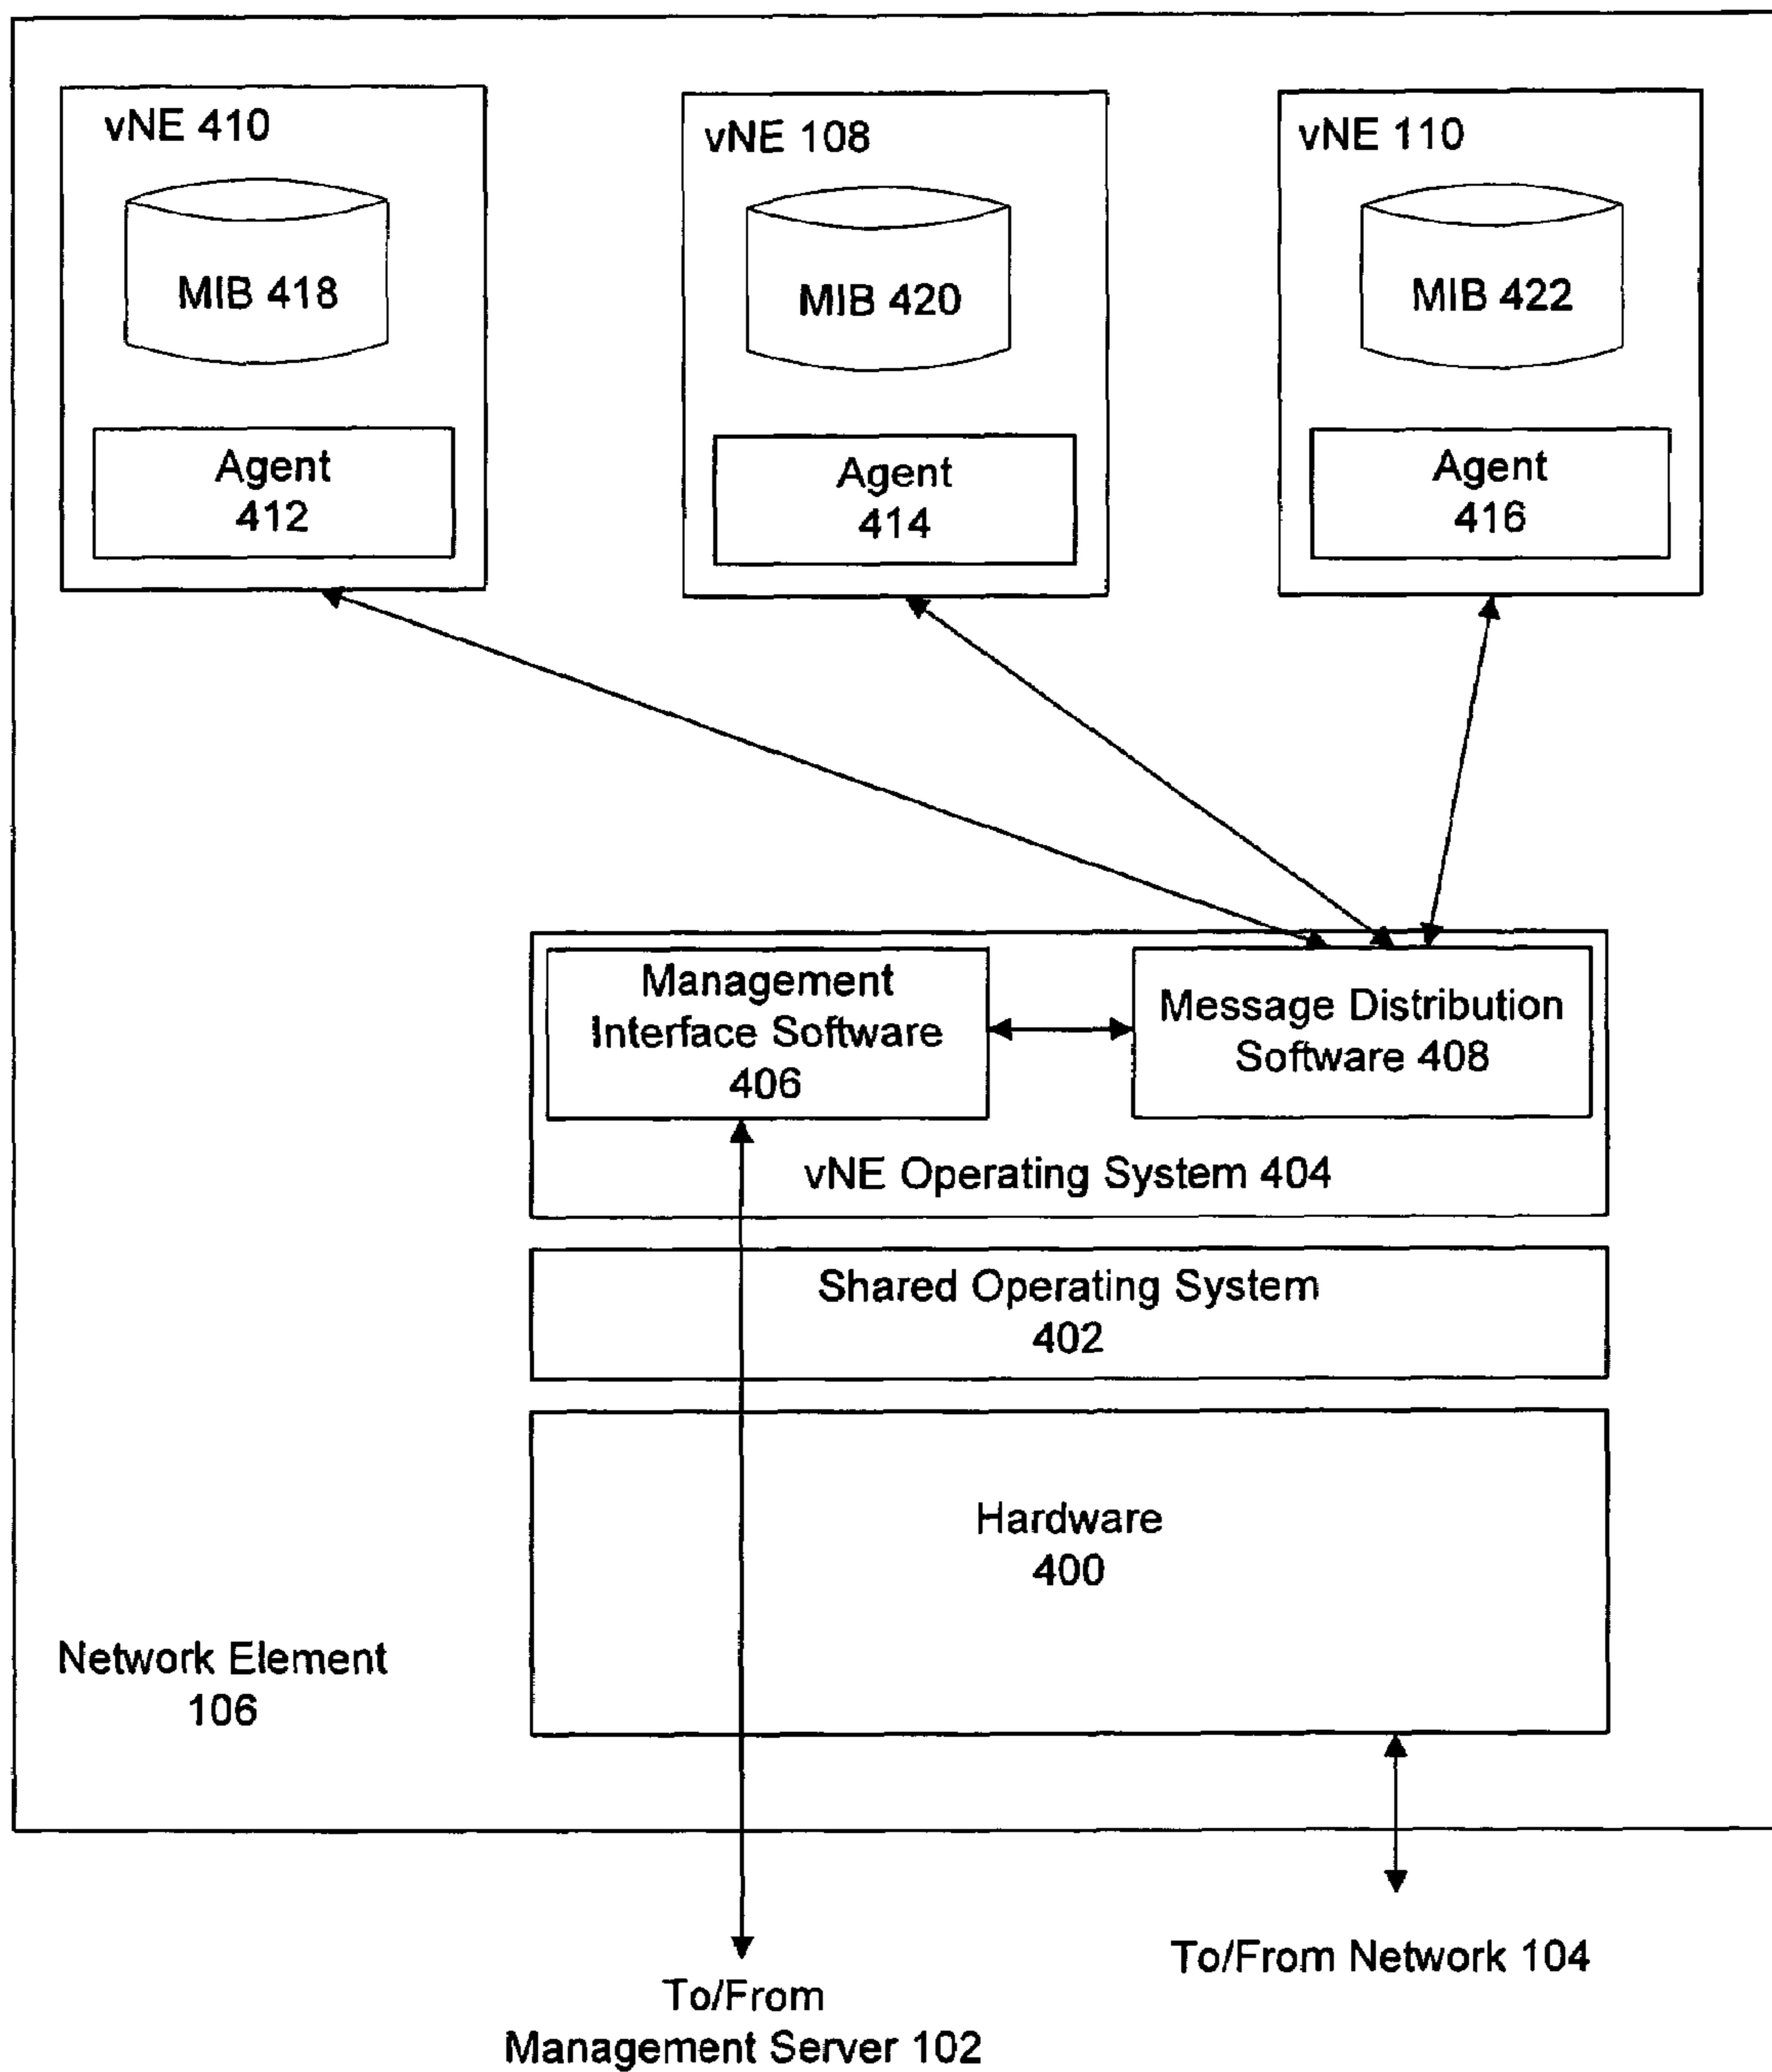 vNE 410
MIB 418
Agent
412
vNE 108
MIB 420
Agent
414
vNE 110
MIB 422
Agent
416
Management
Interface Software
406
Message Distribution
Software 408
vNE Operating System 404
Shared Operating System
402
Hardware
400
Network Element
106
To/From
Management Server 102
To/From Network 104